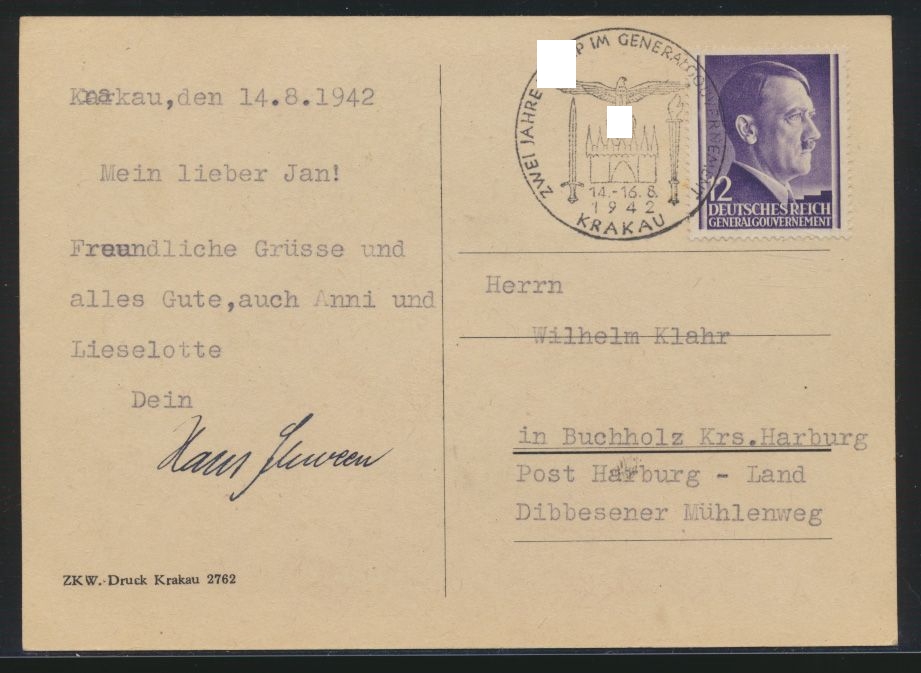 Krakau,den 14.8.1942
Mein lieber Jan!
Freundliche Grüsse und
alles Gute,auch Anni und
Lieselotte
Dein
Hans
ZKW.-Druck Krakau 2762
ZWEI JAHRE P IM GENERALGOUVERNEMENT
14.-16.8.
1942
KRAKAU
12
DEUTSCHES REICH
GENERALGOUVERNEMENT
Herrn
Wilhelm Klahr
in Buchholz Krs.Harburg
Post Harburg - Land
Dibbesener Mühlenweg